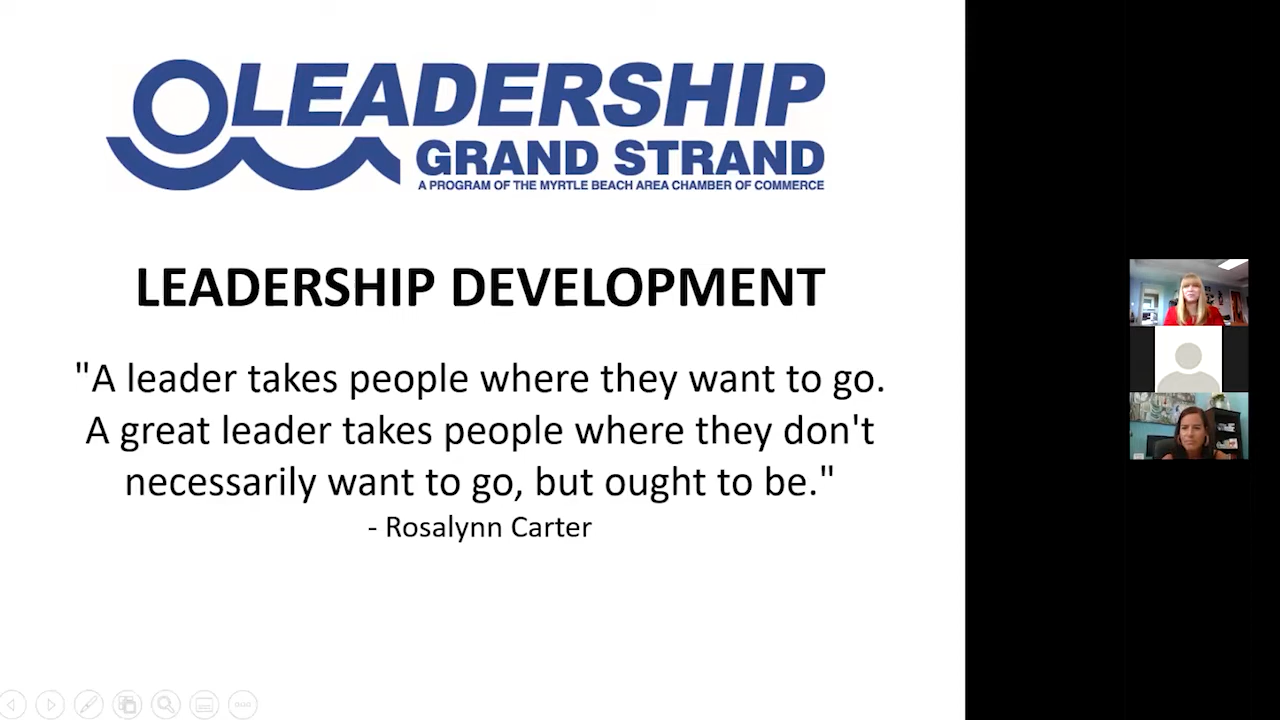 LEADERSHIP
GRAND STRAND
A PROGRAM OF THE MYRTLE BEACH AREA CHAMBER OF COMMERCE
LEADERSHIP DEVELOPMENT
"A leader takes people where they want to go.
A great leader takes people where they don't
necessarily want to go, but ought to be."
- Rosalynn Carter